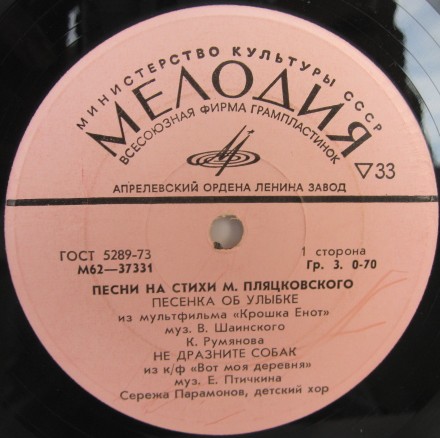 МИНИСТЕРСТВО КУЛЬТУРЫ СССР
МЕЛОДИЯ
ВСЕСОЮЗНАЯ ФИРМА ГРАМПЛАСТИНОК
▽33
АПРЕЛЕВСКИЙ ОРДЕНА ЛЕНИНА ЗАВОД
ГОСТ 5289-73 1 сторона
М62—37331 Гр. 3. 0-70
ПЕСНИ НА СТИХИ М. ПЛЯЦКОВСКОГО
ПЕСЕНКА ОБ УЛЫБКЕ
из мультфильма «Крошка Енот»
муз. В. Шаинского
К. Румянова
НЕ ДРАЗНИТЕ СОБАК
из к/ф «Вот моя деревня»
муз. Е. Птичкина
Сережа Парамонов, детский хор